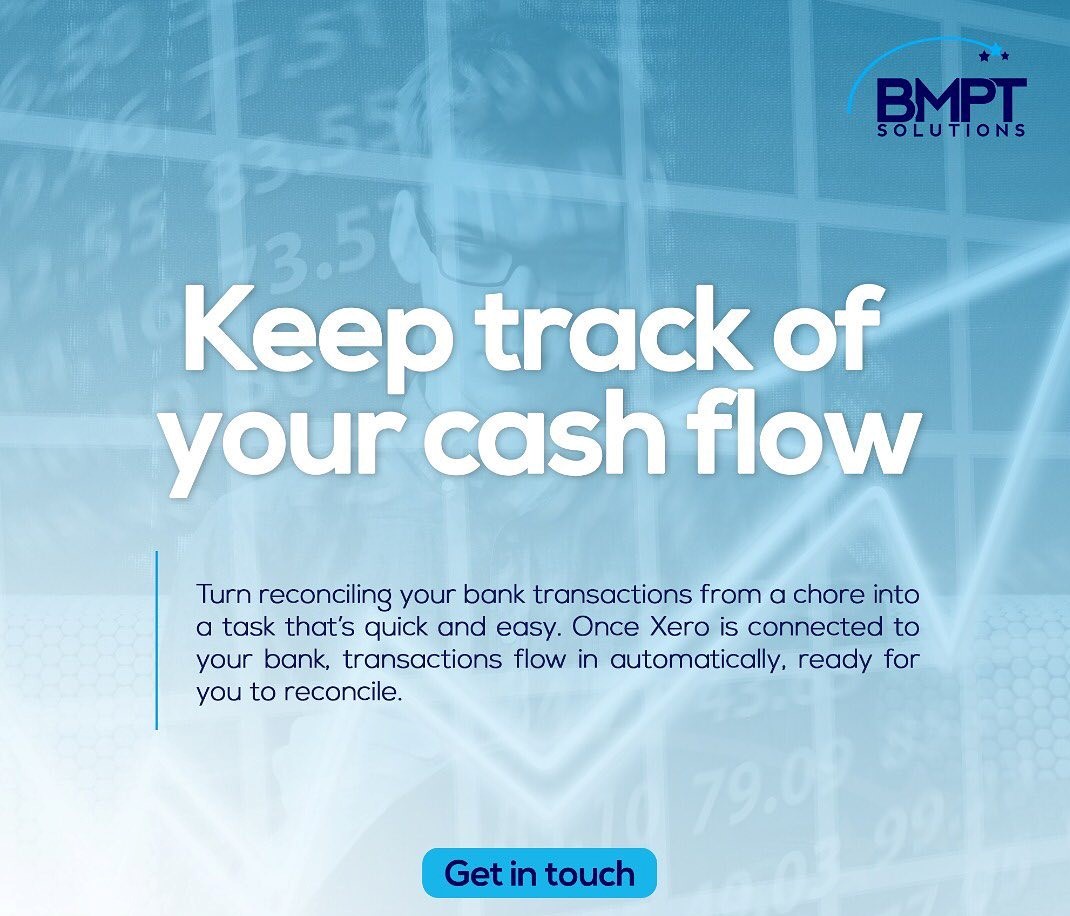 BMPT
SOLUTIONS
Keep track of
your cash flow
Turn reconciling your bank transactions from a chore into
a task that's quick and easy. Once Xero is connected to
your bank, transactions flow in automatically, ready for
you to reconcile.
Get in touch